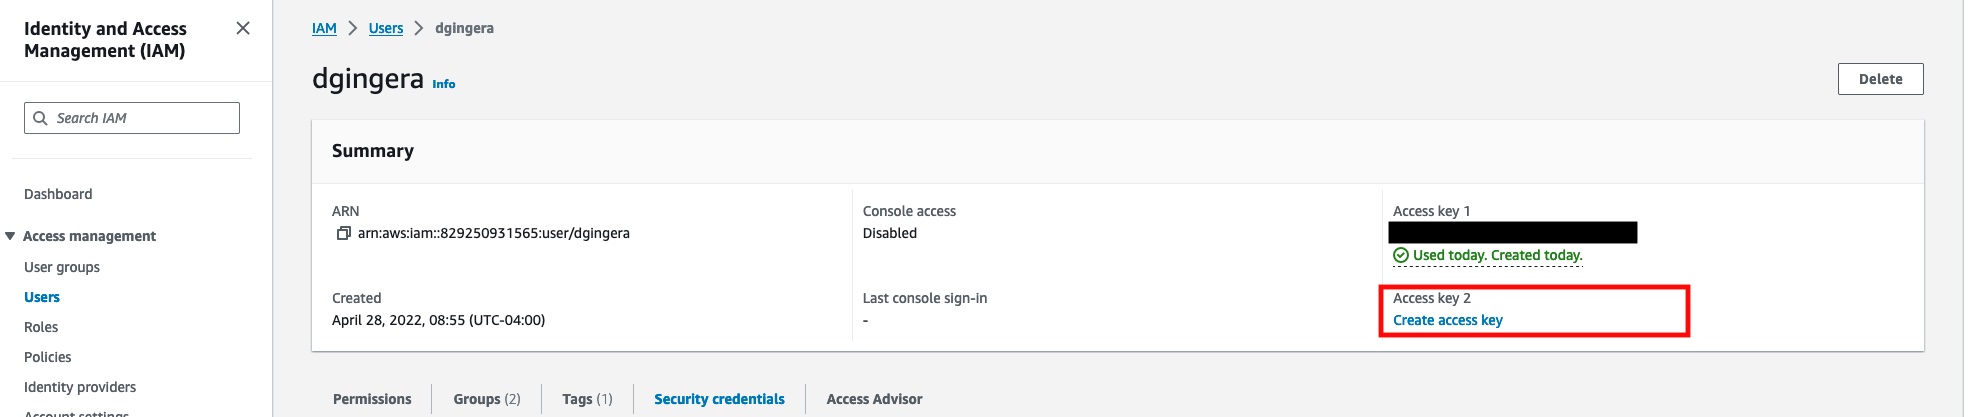 Identity and Access
Management (IAM)
Search IAM
Dashboard
Access management
User groups
Users
Roles
Policies
Identity providers
Account settings
IAM > Users > dgingera
dgingera Info
Delete
Summary
ARN
arn:aws:iam::829250931565:user/dgingera
Created
April 28, 2022, 08:55 (UTC-04:00)
Console access
Disabled
Last console sign-in
-
Access key 1
Used today. Created today.
Access key 2
Create access key
Permissions
Groups (2)
Tags (1)
Security credentials
Access Advisor